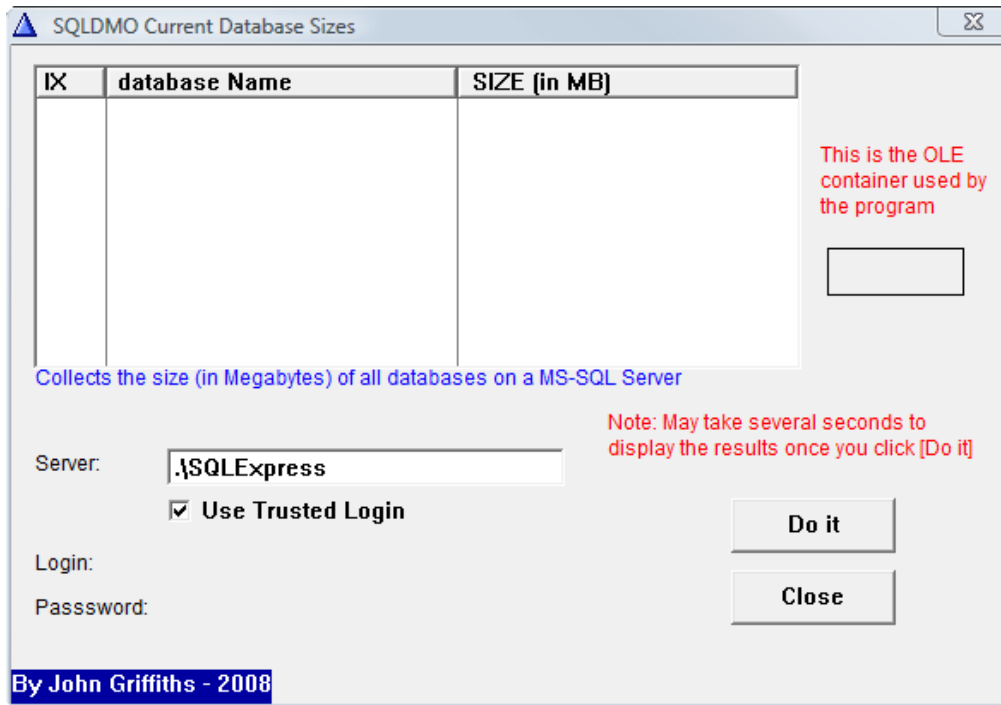 SQLDMO Current Database Sizes
IX database Name SIZE (in MB)
This is the OLE
container used by
the program
Collects the size (in Megabytes) of all databases on a MS-SQL Server
Note: May take several seconds to
display the results once you click [Do it]
Server: .\SQLExpress
Use Trusted Login
Do it
Login:
Close
Passsword:
By John Griffiths - 2008